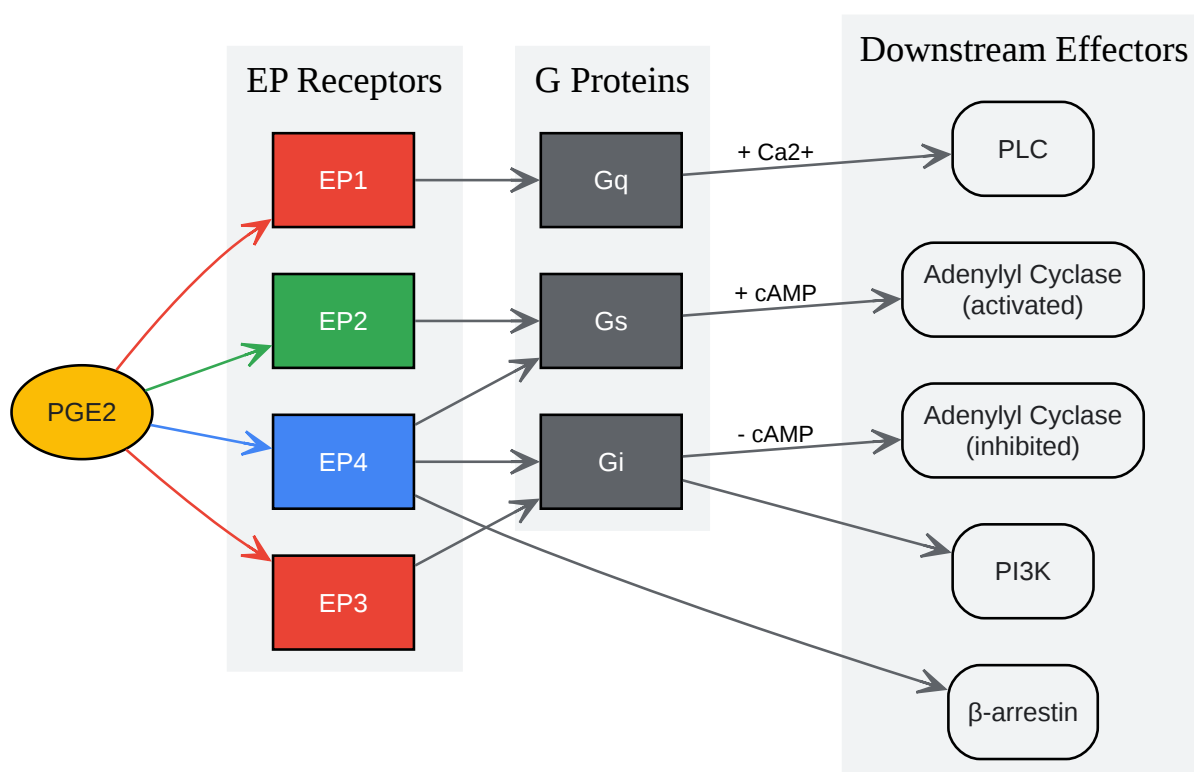 Downstream Effectors
EP Receptors
G Proteins
PGE2
EP1
EP2
EP4
EP3
Gq
Gs
Gi
+ Ca2+
+ cAMP
- cAMP
PLC
Adenylyl Cyclase
(activated)
Adenylyl Cyclase
(inhibited)
PI3K
β-arrestin